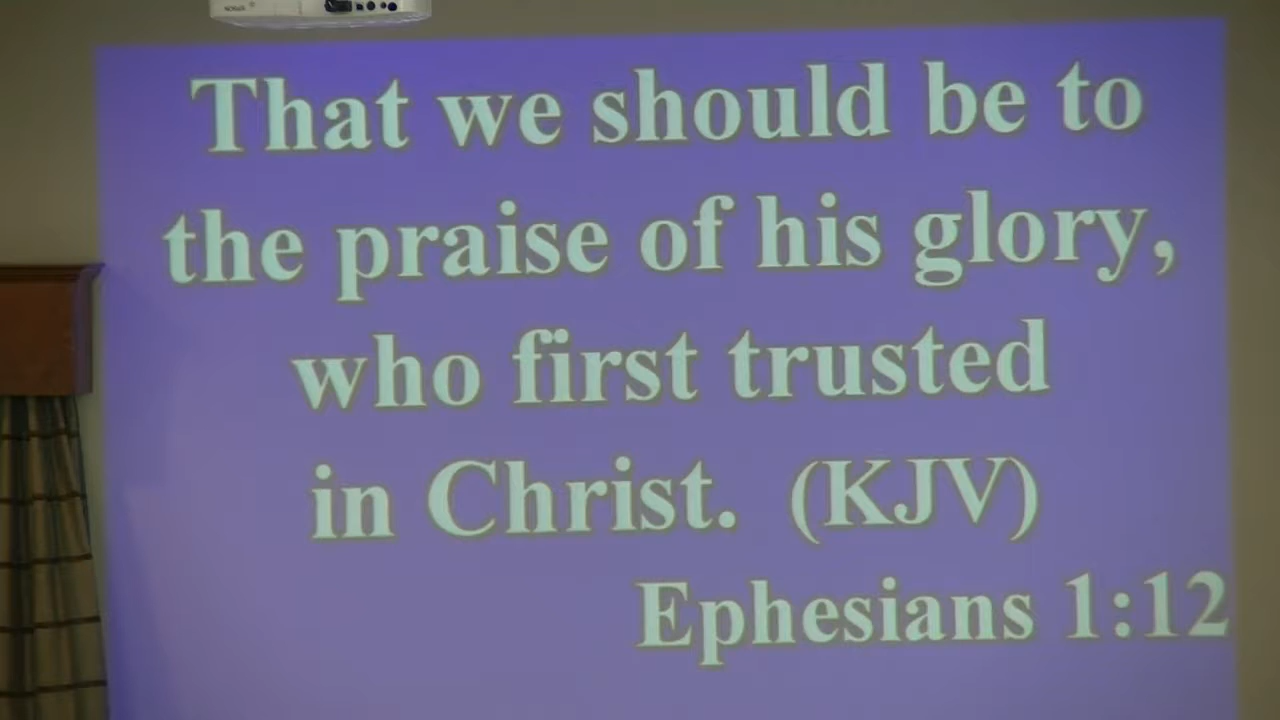 That we should be to
the praise of his glory,
who first trusted
in Christ. (KJV)
Ephesians 1:12